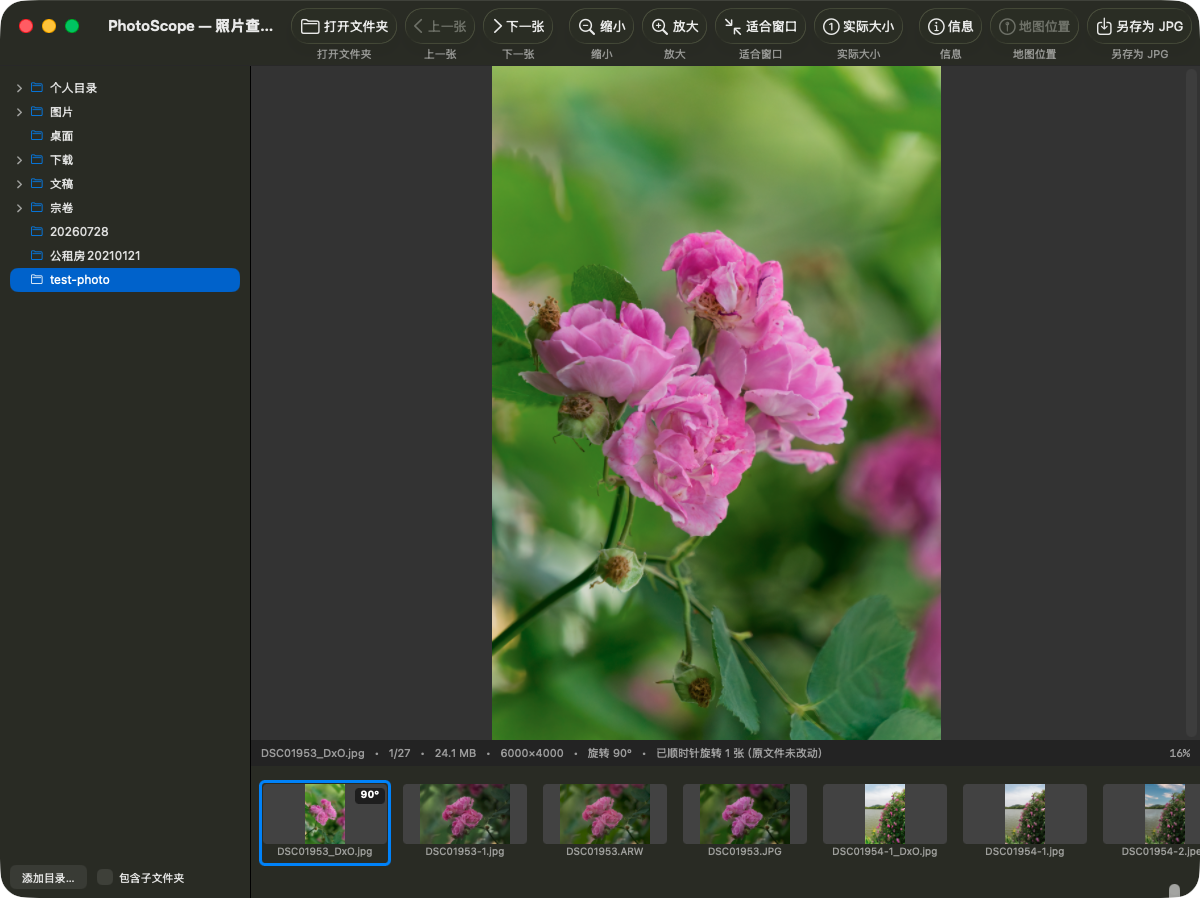 PhotoScope — 照片查...
打开文件夹 上一张 下一张 缩小 放大 适合窗口 实际大小 信息 地图位置 另存为 JPG
打开文件夹 上一张 下一张 缩小 放大 适合窗口 实际大小 信息 地图位置 另存为 JPG
个人目录
图片
桌面
下载
文稿
宗卷
20260728
公租房20210121
test-photo
DSC01953_DxO.jpg • 1/27 • 24.1 MB • 6000×4000 • 旋转 90° • 已顺时针旋转 1 张 (原文件未改动) 16%
90°
DSC01953_DxO.jpg DSC01953-1.jpg DSC01953.ARW DSC01953.JPG DSC01954-1_DxO.jpg DSC01954-1.jpg DSC01954-2.jpe
添加目录... 包含子文件夹